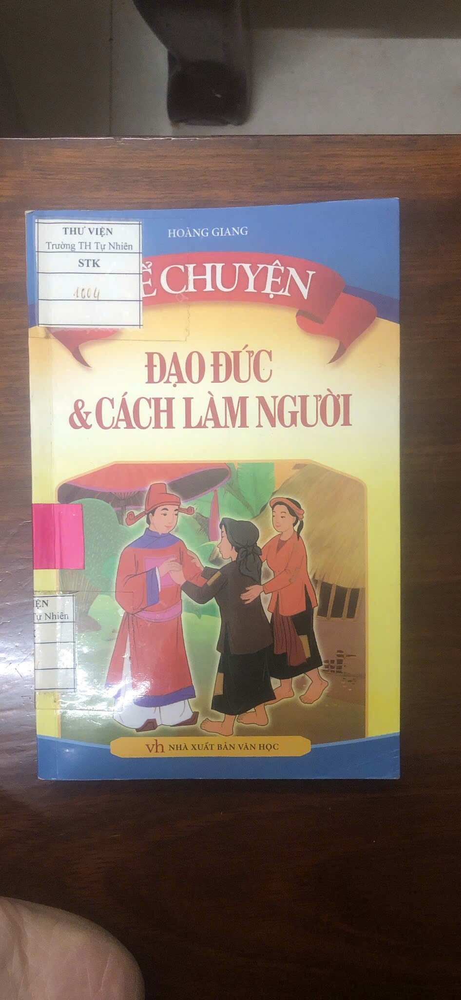 THƯ VIỆN
Trường TH Tự Nhiên
STK
1604
HOÀNG GIANG
Ể CHUYỆN
ĐẠO ĐỨC
& CÁCH LÀM NGƯỜI
ỆN
Tự Nhiên
vh NHÀ XUẤT BẢN VĂN HỌC